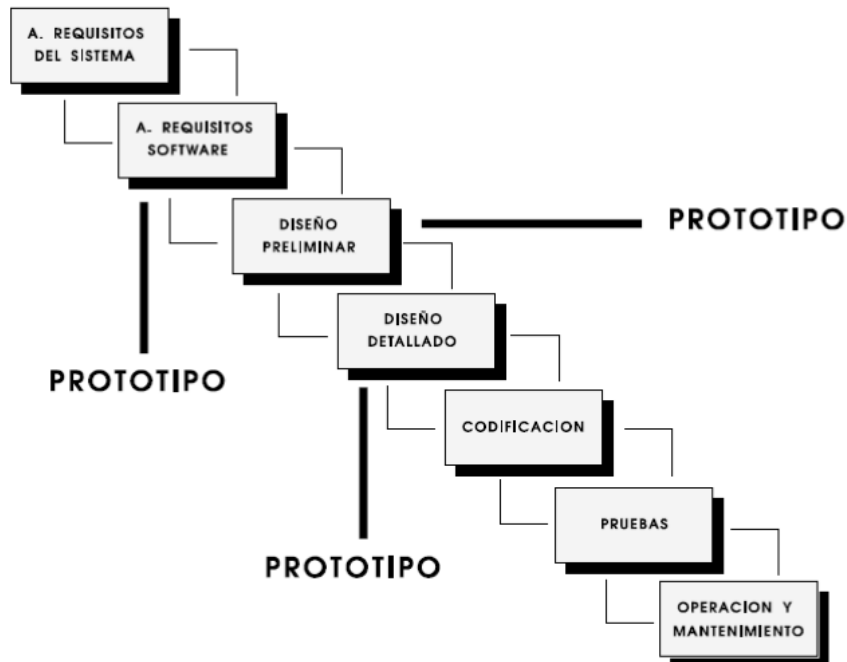 A. REQUISITOS
DEL SISTEMA
A. REQUISITOS
SOFTWARE
DISEÑO
PRELIMINAR
PROTOTIPO
DISEÑO
DETALLADO
PROTOTIPO
CODIFICACION
PRUEBAS
PROTOTIPO
OPERACION Y
MANTENIMIENTO